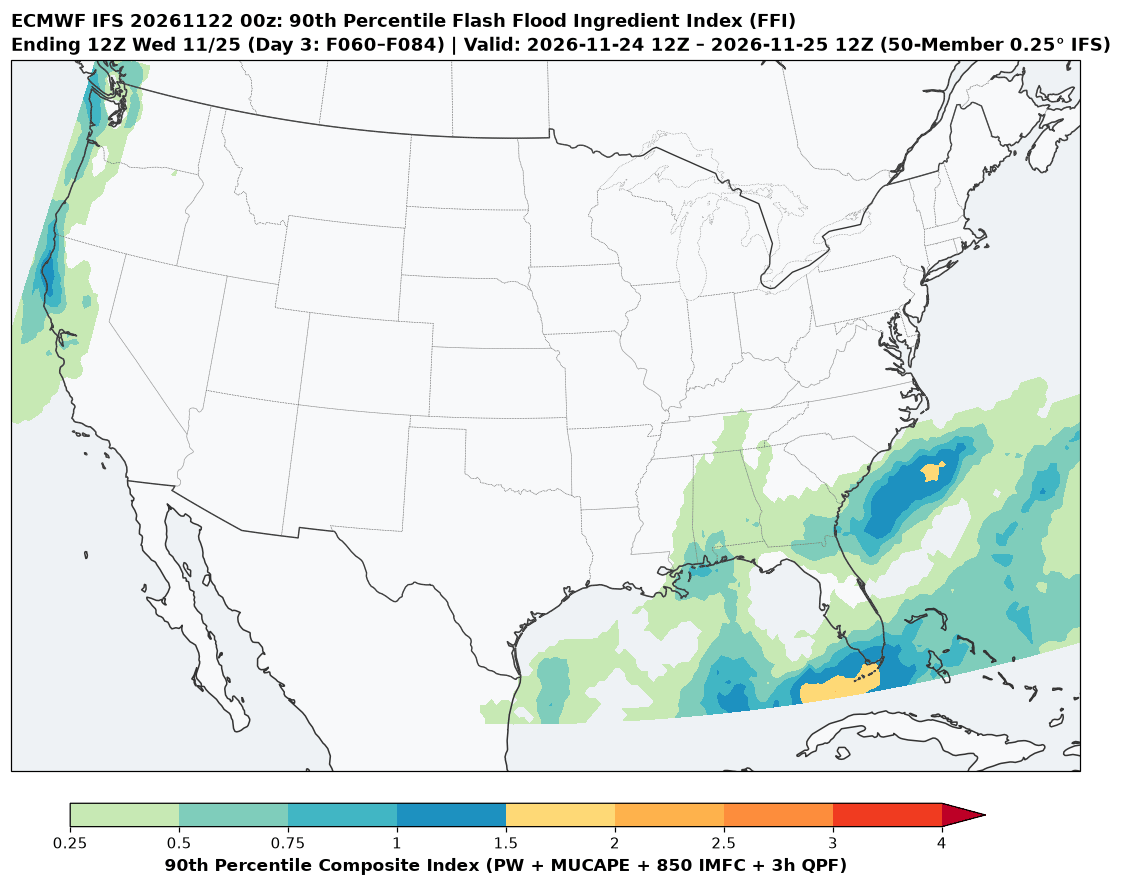 ECMWF IFS 20261122 00z: 90th Percentile Flash Flood Ingredient Index (FFI)
Ending 12Z Wed 11/25 (Day 3: F060–F084) | Valid: 2026-11-24 12Z – 2026-11-25 12Z (50-Member 0.25° IFS)
0.25 0.5 0.75 1 1.5 2 2.5 3 4
90th Percentile Composite Index (PW + MUCAPE + 850 IMFC + 3h QPF)